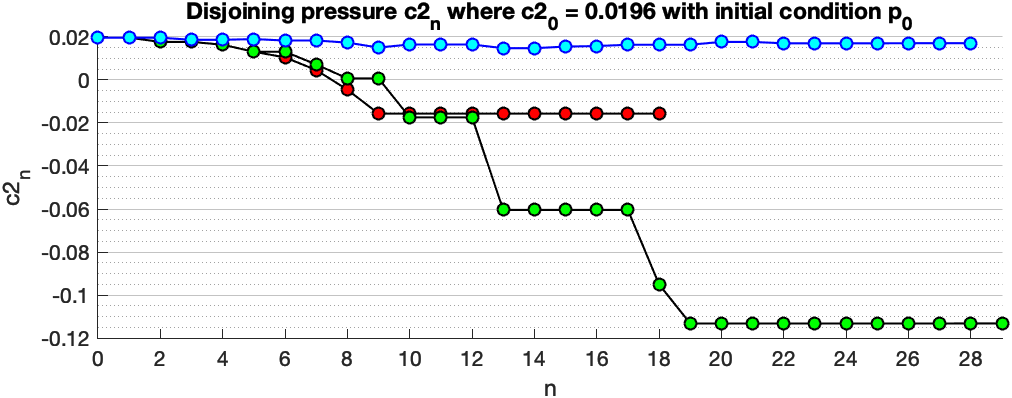 Disjoining pressure c2n where c20 = 0.0196 with initial condition p0
0.02
0
-0.02
-0.04
-0.06
-0.08
-0.1
-0.12
c2n
0 2 4 6 8 10 12 14 16 18 20 22 24 26 28
n